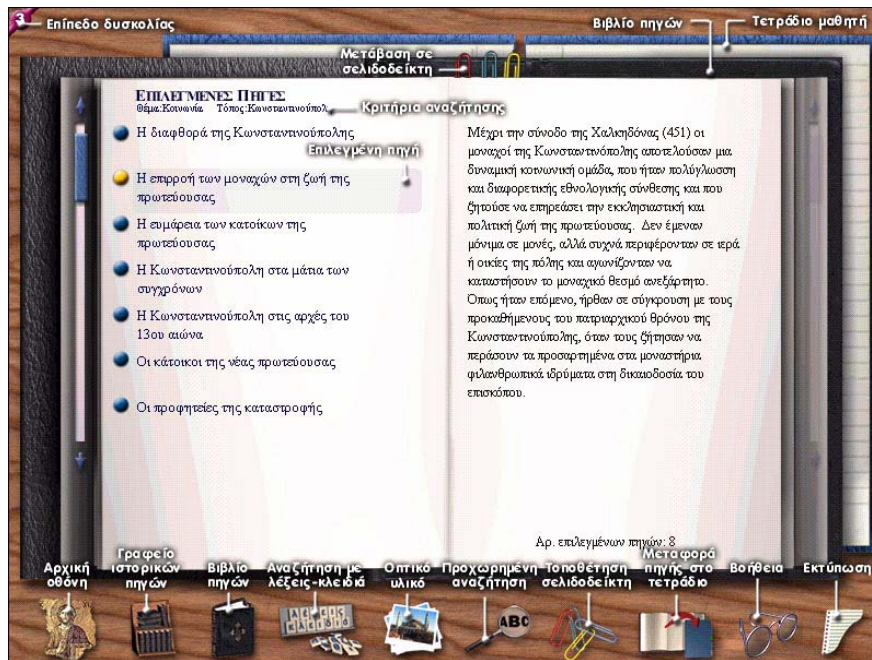 3
Επίπεδο δυσκολίας
Βιβλίο πηγών
Τετράδιο μαθητή
Μετάβαση σε
σελιδοδείκτη
ΕΠΙΛΕΓΜΕΝΕΣ ΠΗΓΕΣ
Θέμα:Κοινωνία Τόπος:Κωνσταντινούπολ
Κριτήρια αναζήτησης
Η διαφθορά της Κωνσταντινούπολης
Επιλεγμένη πηγή
Η επιρροή των μοναχών στη ζωή της
πρωτεύουσας
Η ευμάρεια των κατοίκων της
πρωτεύουσας
Η Κωνσταντινούπολη στα μάτια των
συγχρόνων
Η Κωνσταντινούπολη στις αρχές του
13ου αιώνα
Οι κάτοικοι της νέας πρωτεύουσας
Οι προφητείες της καταστροφής
Μέχρι την σύνοδο της Χαλκηδόνας (451) οι
μοναχοί της Κωνσταντινόπολης αποτελούσαν μια
δυναμική κοινωνική ομάδα, που ήταν πολύγλωσση
και διαφορετικής εθνολογικής σύνθεσης και που
ζητούσε να επηρεάσει την εκκλησιαστική και
πολιτική ζωή της πρωτεύουσας. Δεν έμεναν
μόνιμα σε μονές, αλλά συχνά περιφέρονταν σε ιερά
ή οικίες της πόλης και αγωνίζονταν να
καταστήσουν το μοναχικό θεσμό ανεξάρτητο.
Οπως ήταν επόμενο, ήρθαν σε σύγκρουση με τους
προκαθήμενους του πατριαρχικού θρόνου της
Κωνσταντινούπολης, όταν τους ζήτησαν να
περάσουν τα προσαρτημένα στα μοναστήρια
φιλανθρωπικά ιδρύματα στη δικαιοδοσία του
επισκόπου.
Αρ. επιλεγμένων πηγών: 8
Αρχική
οθόνη
Γραφείο
ιστορικών
πηγών
Βιβλίο
πηγών
Αναζήτηση με
λέξεις-κλειδιά
Οπτικό
υλικό
Προχωρημένη
αναζήτηση
Τοποθέτηση
σελιδοδείκτη
Μεταφορά
πηγής στο
τετράδιο
Βοήθεια
Εκτύπωση
ΛΕΞΕΙΣ
ΚΛΕΙΔΙΑ
ABC